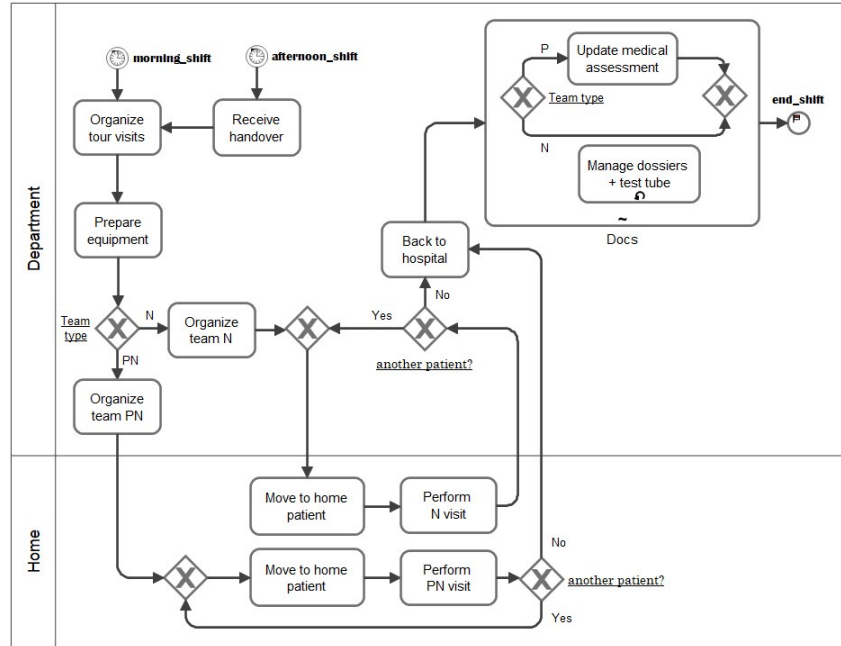 Department
morning_shift
afternoon_shift
Organize
tour visits
Receive
handover
Prepare
equipment
Team
type
N
PN
Organize
team N
Organize
team PN
Yes
No
another patient?
Back to
hospital
P
Update medical
assessment
Team type
N
Manage dossiers
+ test tube
~
Docs
end_shift
Home
Move to home
patient
Perform
N visit
Move to home
patient
Perform
PN visit
No
another patient?
Yes